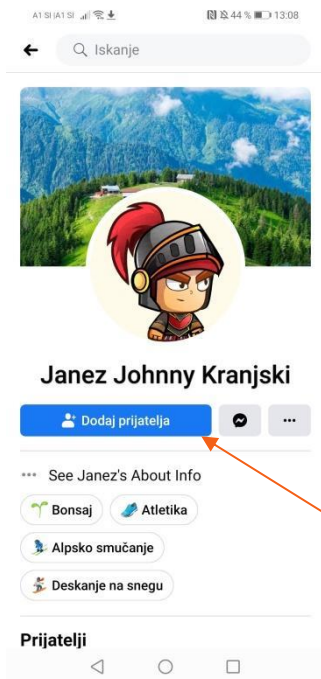 A1 SI |A1 SI 44 % 13:08
Iskanje
Janez Johnny Kranjski
Dodaj prijatelja
See Janez's About Info
Bonsaj Atletika
Alpsko smučanje
Deskanje na snegu
Prijatelji